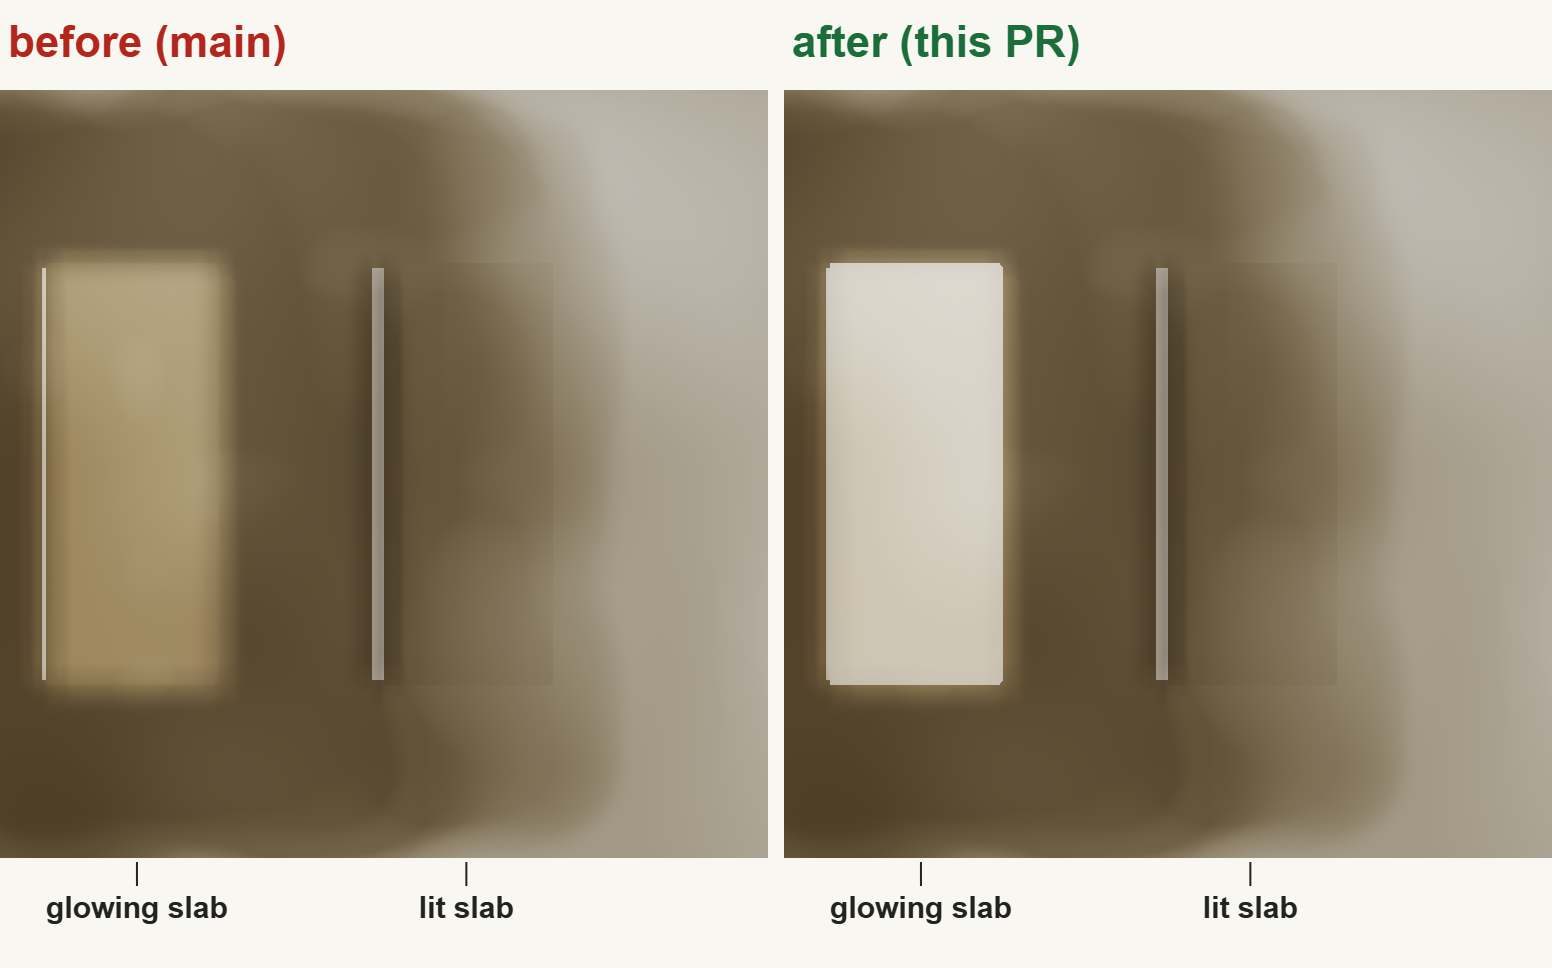 before (main)
after (this PR)
glowing slab
lit slab
glowing slab
lit slab